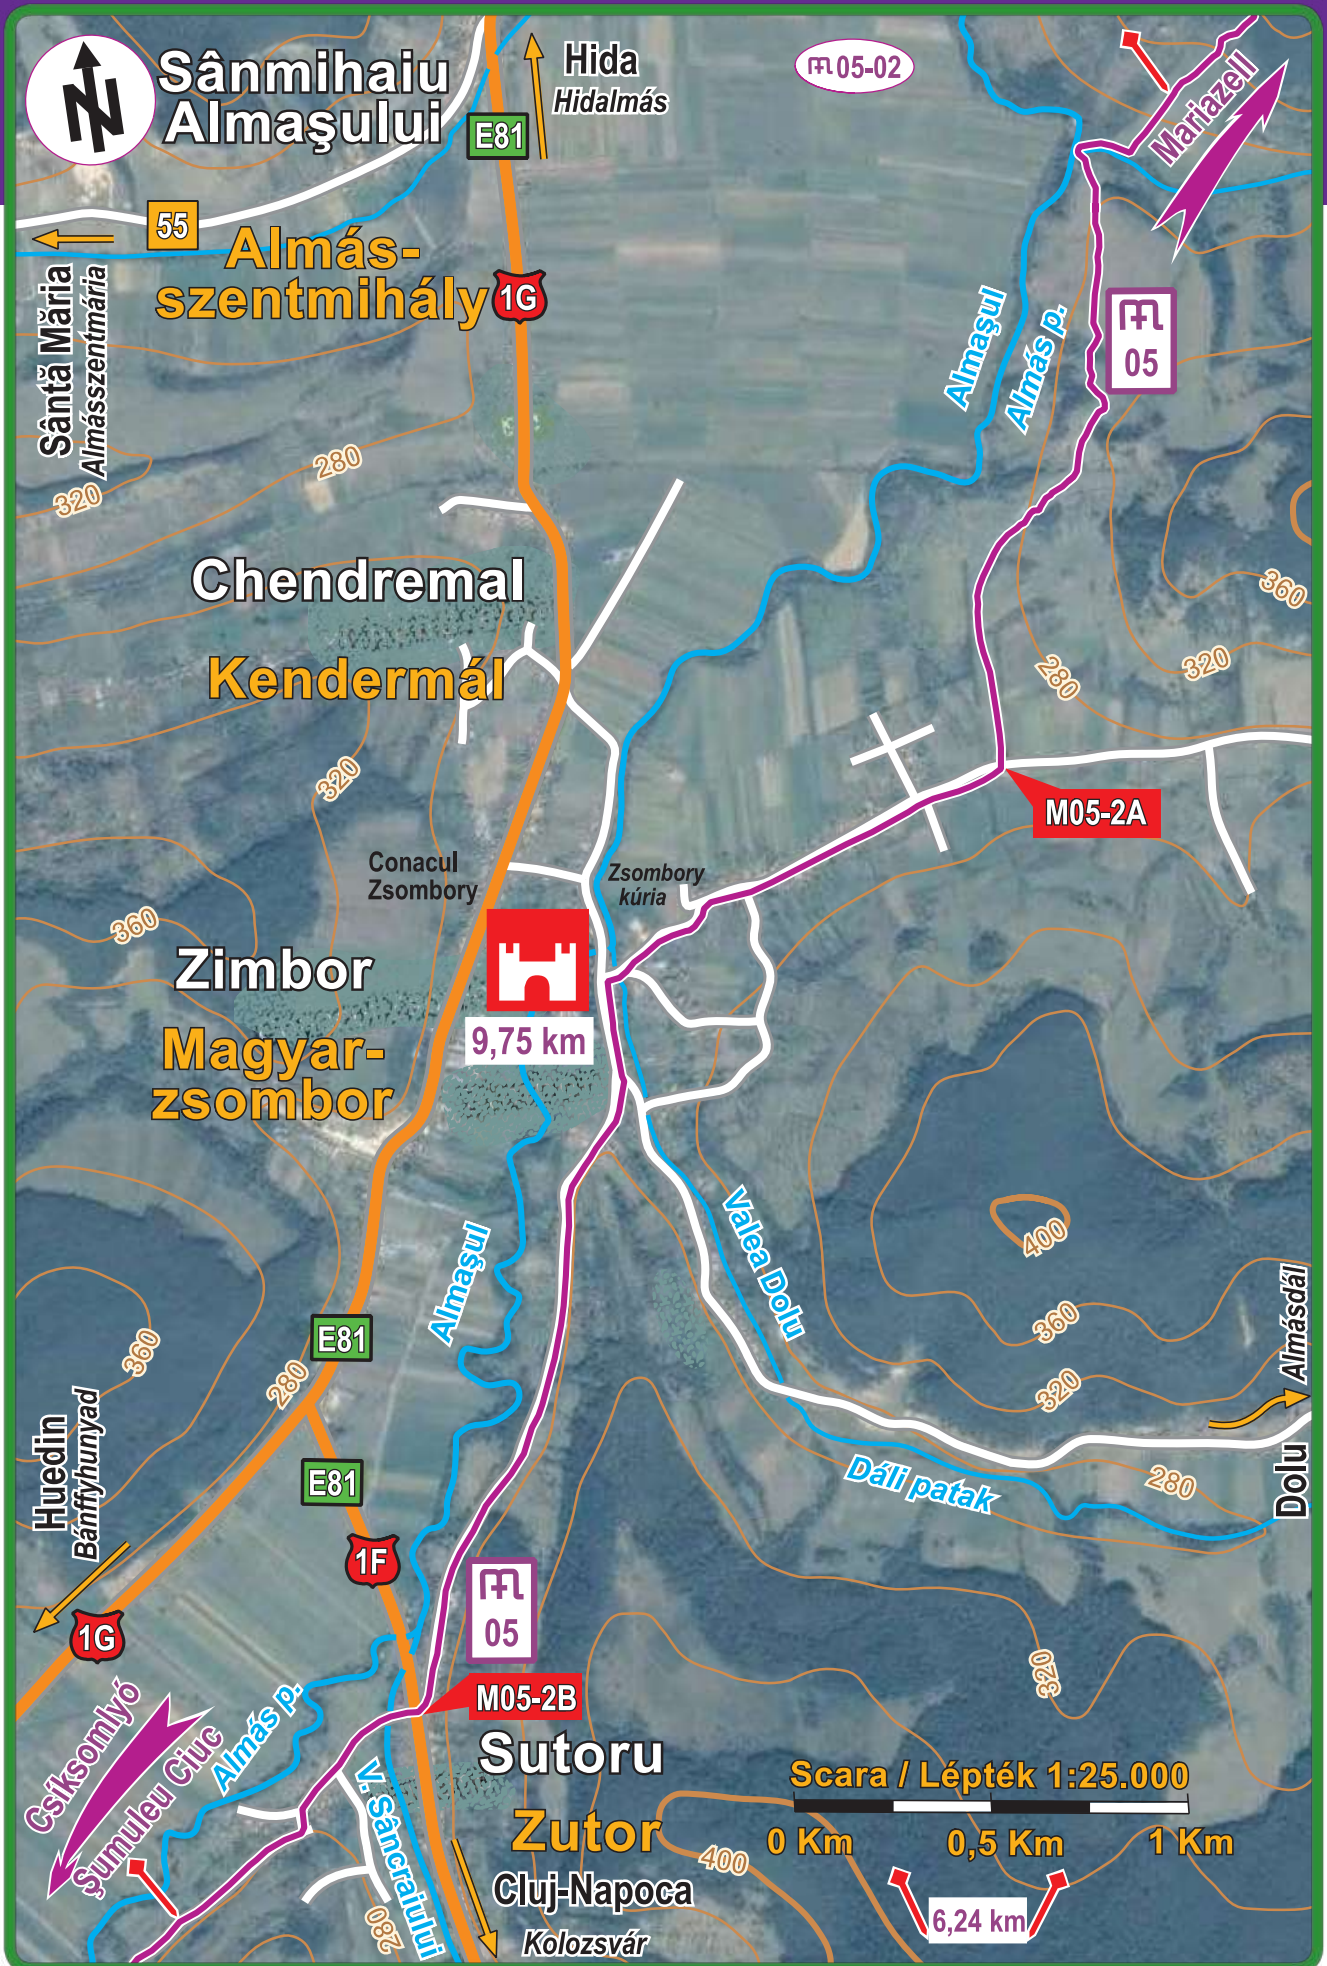 N
Sânmihaiu
Almaşului
E81
Hida
Hidalmás
05-02
Mariazell
55
Almás-
szentmihály
1G
Sântă Măria
Almásszentmária
Almaşul
Almás p.
05
280
320
Chendremal
Kendermál
360
280
320
320
M05-2A
Conacul
Zsombory
Zsombory
kúria
360
Zimbor
9,75 km
Magyar-
zsombor
Valea Dolu
400
Almaşul
E81
360
360
280
320
Almásdál
Dolu
Huedin
Bánffyhunyad
E81
Dáli patak
280
1F
05
1G
320
M05-2B
Csíksomlyó
Şumuleu Ciuc
Almás p.
V. Sâncraiului
Sutoru
Zutor
Scara / Lépték 1:25.000
0 Km
0,5 Km
1 Km
400
Cluj-Napoca
Kolozsvár
280
6,24 km